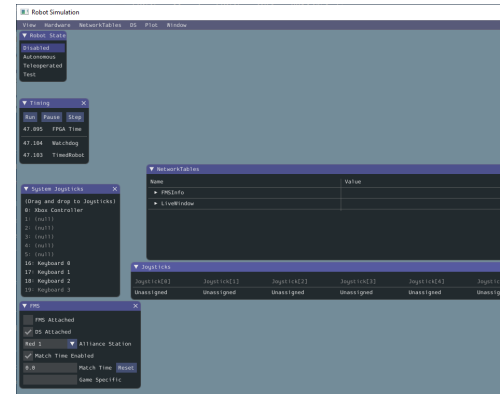 Robot Simulation
View Hardware NetworkTables DS Plot Window
Robot State
Disabled
Autonomous
Teleoperated
Test
Timing X
Run Pause Step
47.095 FPGA Time
47.104 Watchdog
47.103 TimedRobot
NetworkTables
Name Value
FMSInfo
LiveWindow
System Joysticks X
(Drag and drop to Joysticks)
0: Xbox Controller
1: (null)
2: (null)
3: (null)
4: (null)
5: (null)
16: Keyboard 0
17: Keyboard 1
18: Keyboard 2
19: Keyboard 3
Joysticks
Joystick[0] Joystick[1] Joystick[2] Joystick[3] Joystick[4] Joystic
Unassigned Unassigned Unassigned Unassigned Unassigned Unassig
FMS X
FMS Attached
DS Attached
Red 1 Alliance Station
Match Time Enabled
0.0 Match Time Reset
Game Specific